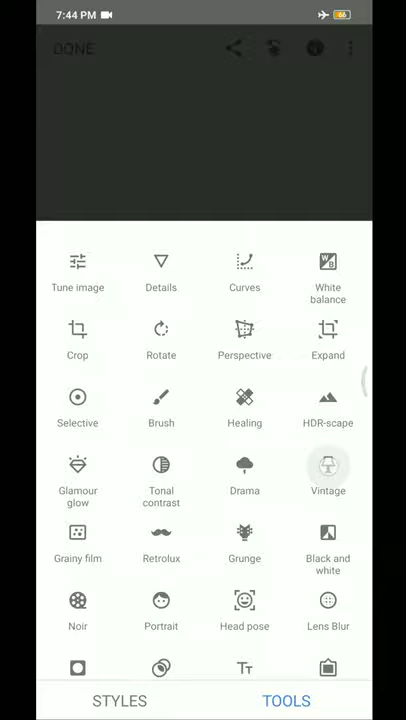 7:44 PM
66
DONE
Tune image
Details
Curves
W B
White
balance
Crop
Rotate
Perspective
Expand
Selective
Brush
Healing
HDR-scape
Glamour
glow
Tonal
contrast
Drama
Vintage
Grainy film
Retrolux
Grunge
Black and
white
Noir
Portrait
Head pose
Lens Blur
Tт
STYLES
TOOLS